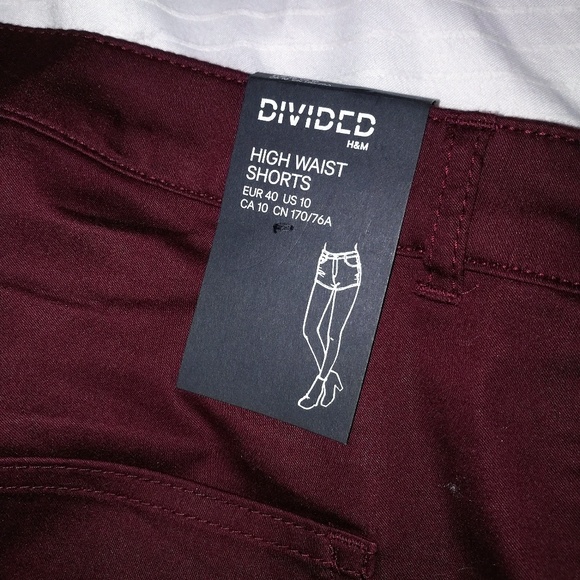 DIVIDED
H&M
HIGH WAIST
SHORTS
EUR 40 US 10
CA 10 CN 170/76A